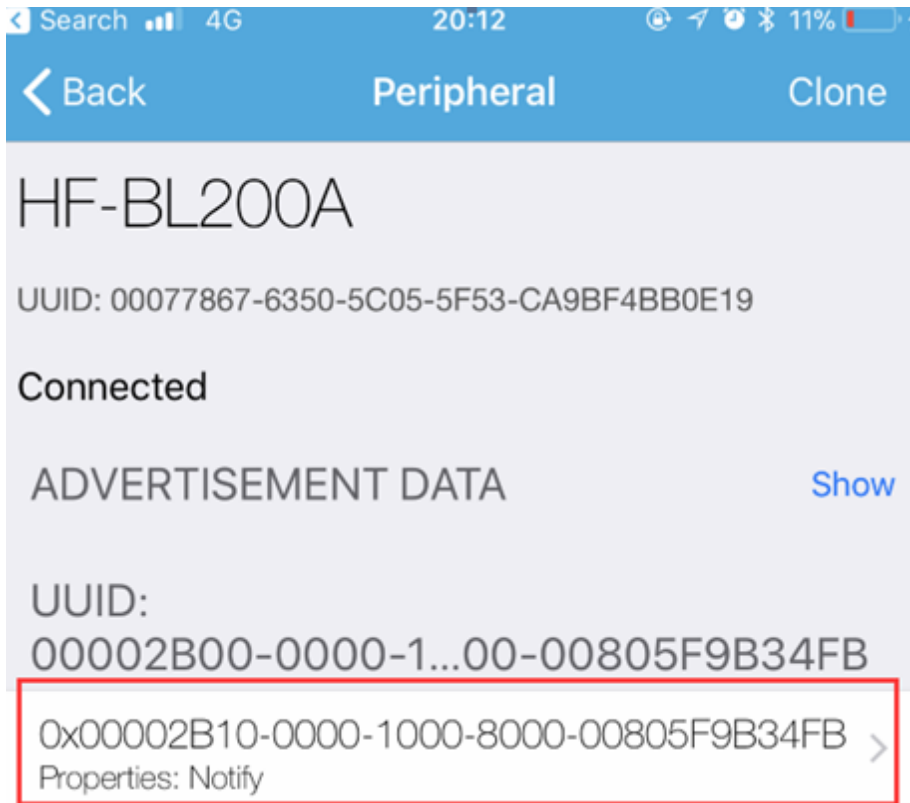 Search 4G 20:12 11%
Back Peripheral Clone
HF-BL200A
UUID: 00077867-6350-5C05-5F53-CA9BF4BB0E19
Connected
ADVERTISEMENT DATA Show
UUID:
00002B00-0000-1...00-00805F9B34FB
0x00002B10-0000-1000-8000-00805F9B34FB
Properties: Notify